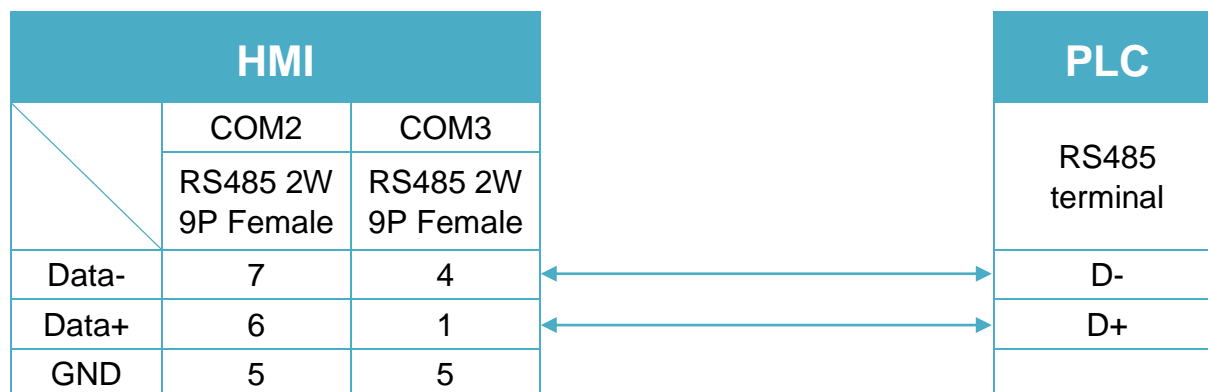 HMI PLC
COM2 COM3
RS485 2W RS485 2W RS485
9P Female 9P Female terminal
Data- 7 4 D-
Data+ 6 1 D+
GND 5 5